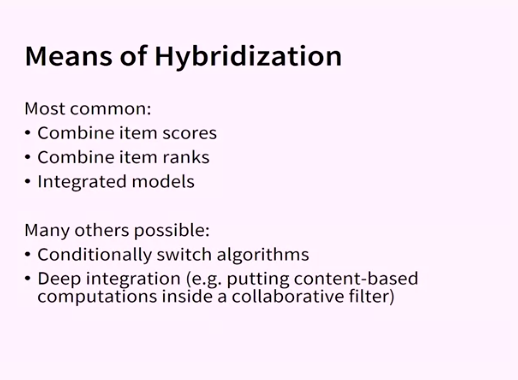 Means of Hybridization
Most common:
• Combine item scores
• Combine item ranks
• Integrated models
Many others possible:
• Conditionally switch algorithms
• Deep integration (e.g. putting content-based
computations inside a collaborative filter)